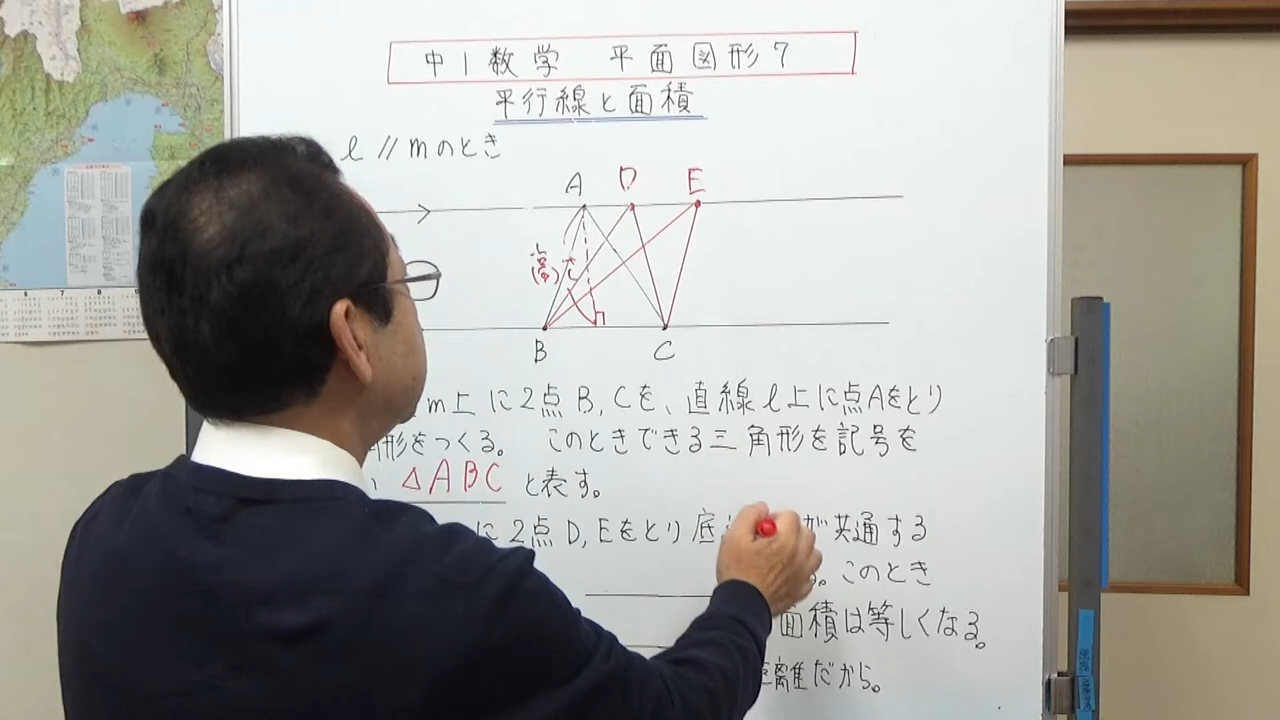 中1数学 平面図形7
平行線と面積
ℓ // mのとき
A D E
高さ
B C
m上に2点B,Cを、直線ℓ上に点Aをとり
角形をつくる。 このときできる三角形を記号を
△ABC と表す。
に2点D,Eをとり底 が共通する
。このとき
面積は等しくなる。
距離だから。